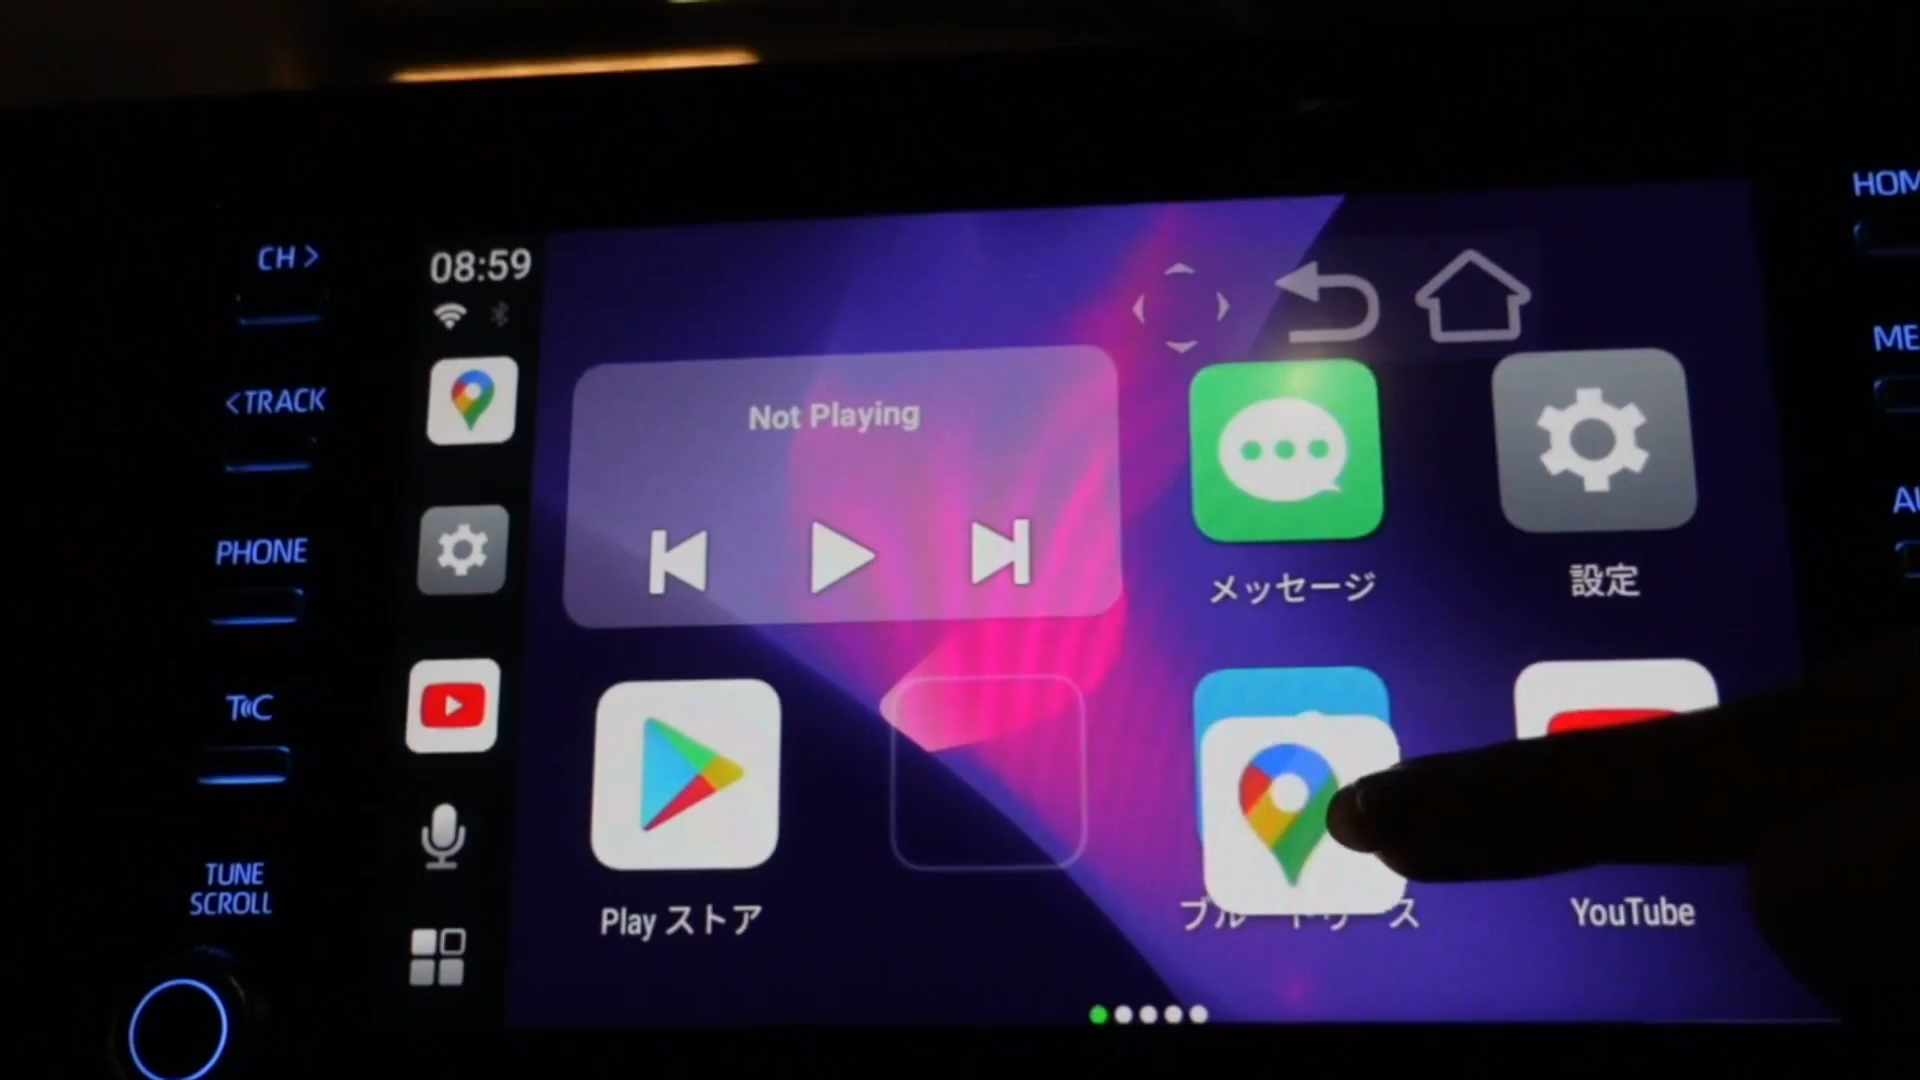 CH >
< TRACK
PHONE
TUNE
SCROLL
08:59
Not Playing
メッセージ
設定
Play ストア
YouTube
HOM
ME